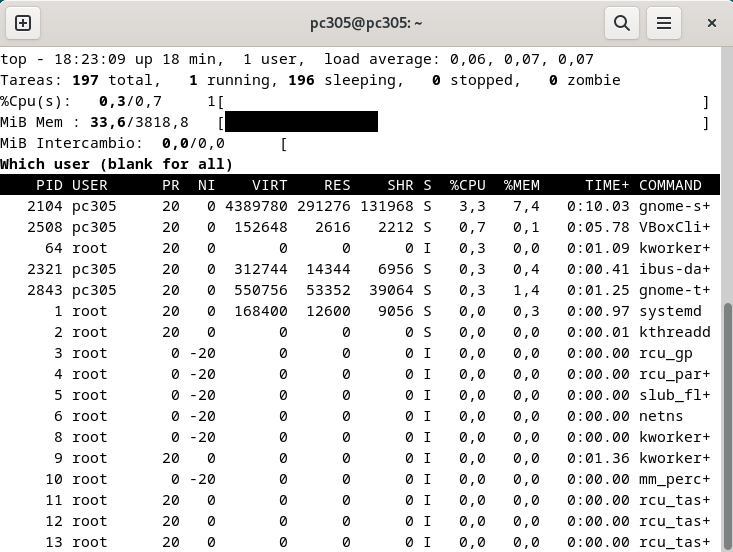 pc305@pc305: ~
top - 18:23:09 up 18 min,  1 user,  load average: 0,06, 0,07, 0,07
Tareas: 197 total,   1 running, 196 sleeping,   0 stopped,   0 zombie
%Cpu(s):   0,3/0,7     1[                                                     ]
MiB Mem : 33,6/3818,8   [                                                     ]
MiB Intercambio:  0,0/0,0      [
Which user (blank for all)
    PID USER      PR  NI    VIRT    RES    SHR S  %CPU  %MEM     TIME+ COMMAND
   2104 pc305     20   0 4389780 291276 131968 S   3,3   7,4   0:10.03 gnome-s+
   2508 pc305     20   0  152648   2616   2212 S   0,7   0,1   0:05.78 VBoxCli+
     64 root      20   0       0      0      0 I   0,3   0,0   0:01.09 kworker+
   2321 pc305     20   0  312744  14344   6956 S   0,3   0,4   0:00.41 ibus-da+
   2843 pc305     20   0  550756  53352  39064 S   0,3   1,4   0:01.25 gnome-t+
      1 root      20   0  168400  12600   9056 S   0,0   0,3   0:00.97 systemd
      2 root      20   0       0      0      0 S   0,0   0,0   0:00.01 kthreadd
      3 root       0 -20       0      0      0 I   0,0   0,0   0:00.00 rcu_gp
      4 root       0 -20       0      0      0 I   0,0   0,0   0:00.00 rcu_par+
      5 root       0 -20       0      0      0 I   0,0   0,0   0:00.00 slub_fl+
      6 root       0 -20       0      0      0 I   0,0   0,0   0:00.00 netns
      8 root       0 -20       0      0      0 I   0,0   0,0   0:00.00 kworker+
      9 root      20   0       0      0      0 I   0,0   0,0   0:01.36 kworker+
     10 root       0 -20       0      0      0 I   0,0   0,0   0:00.00 mm_perc+
     11 root      20   0       0      0      0 I   0,0   0,0   0:00.00 rcu_tas+
     12 root      20   0       0      0      0 I   0,0   0,0   0:00.00 rcu_tas+
     13 root      20   0       0      0      0 I   0,0   0,0   0:00.00 rcu_tas+